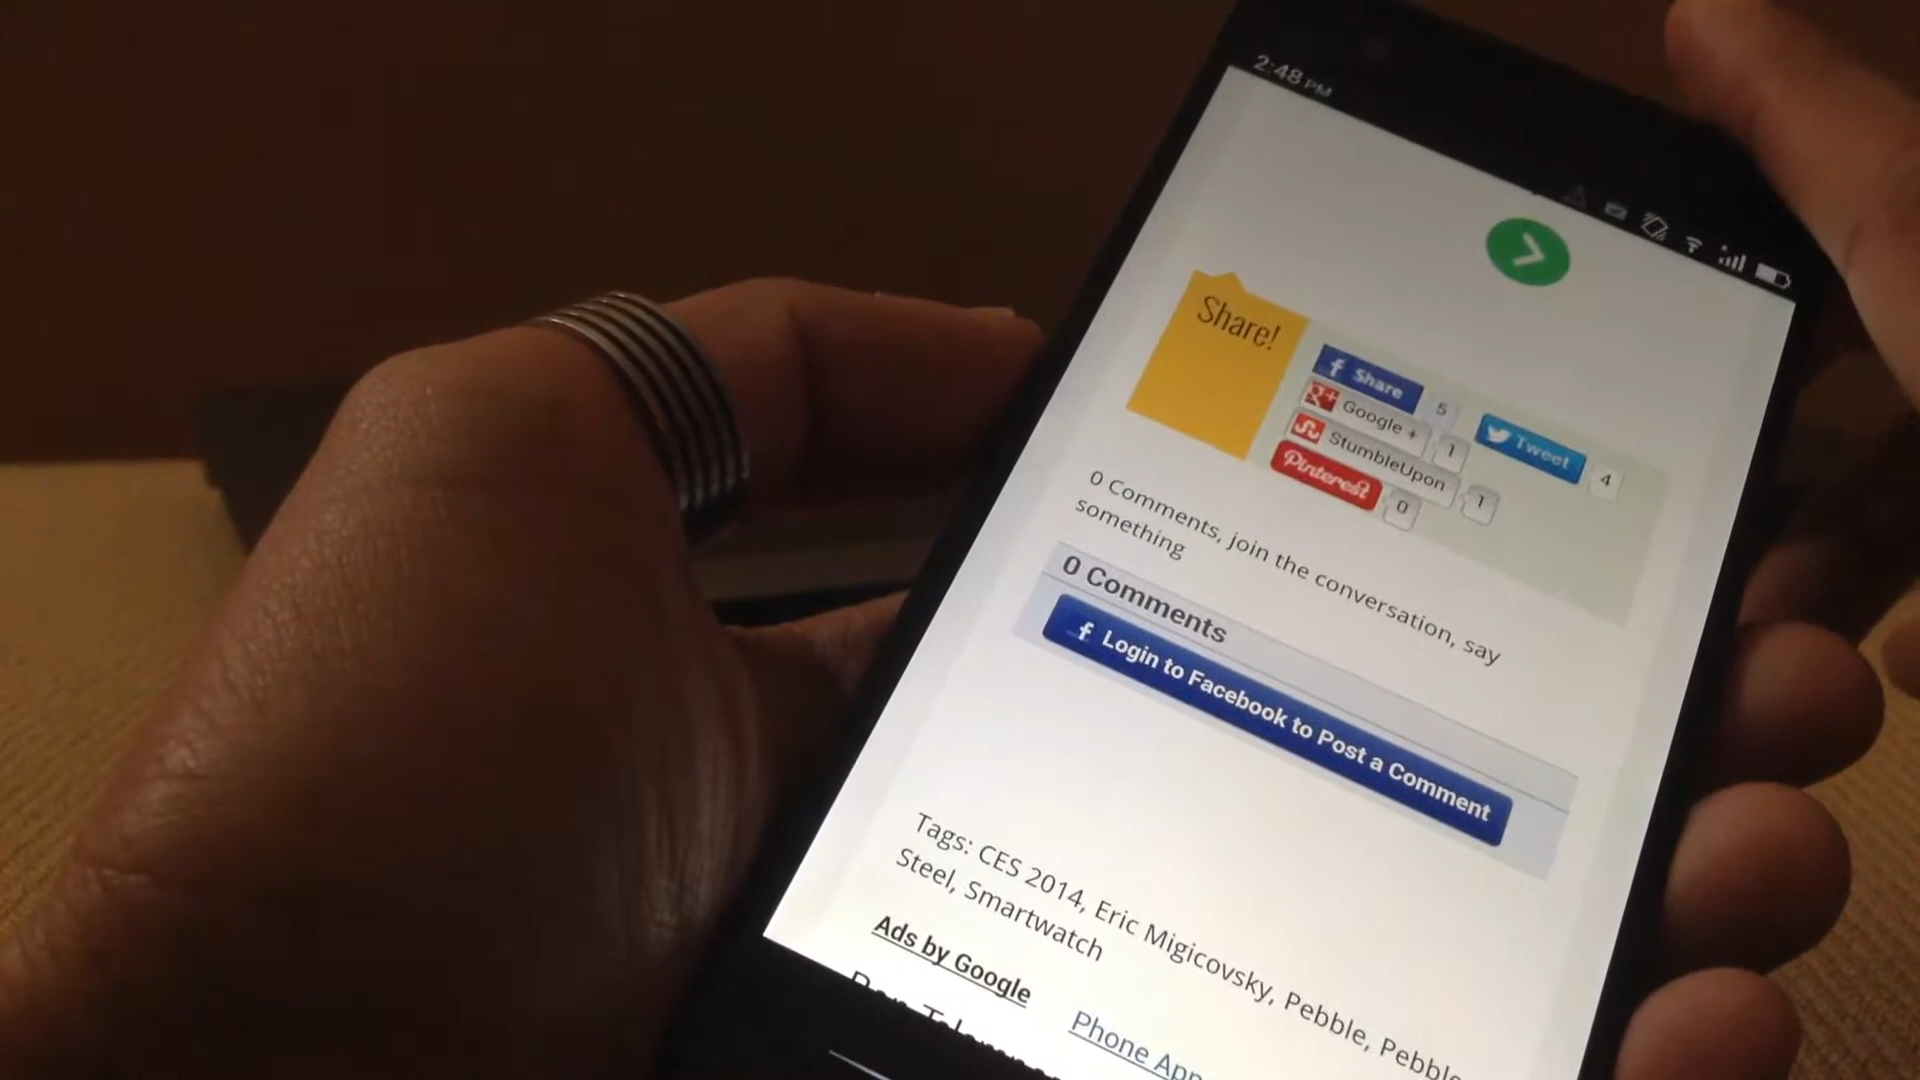 2:48 PM
Share!
f Share 5
Tweet 4
g+ Google + 1
StumbleUpon 1
Pinterest 0
0 Comments, join the conversation, say
something
0 Comments
f Login to Facebook to Post a Comment
Tags: CES 2014, Eric Migicovsky, Pebble, Pebble
Steel, Smartwatch
Ads by Google
Phone App